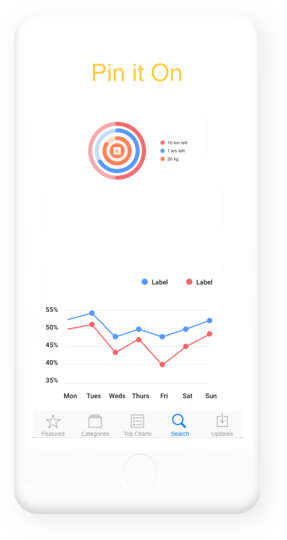 Pin it On
10 km left
1 km left
20 kg
Label Label
55%
50%
45%
40%
35%
Mon Tues Weds Thurs Fri Sat Sun
Featured Categories Top Charts Search Updates